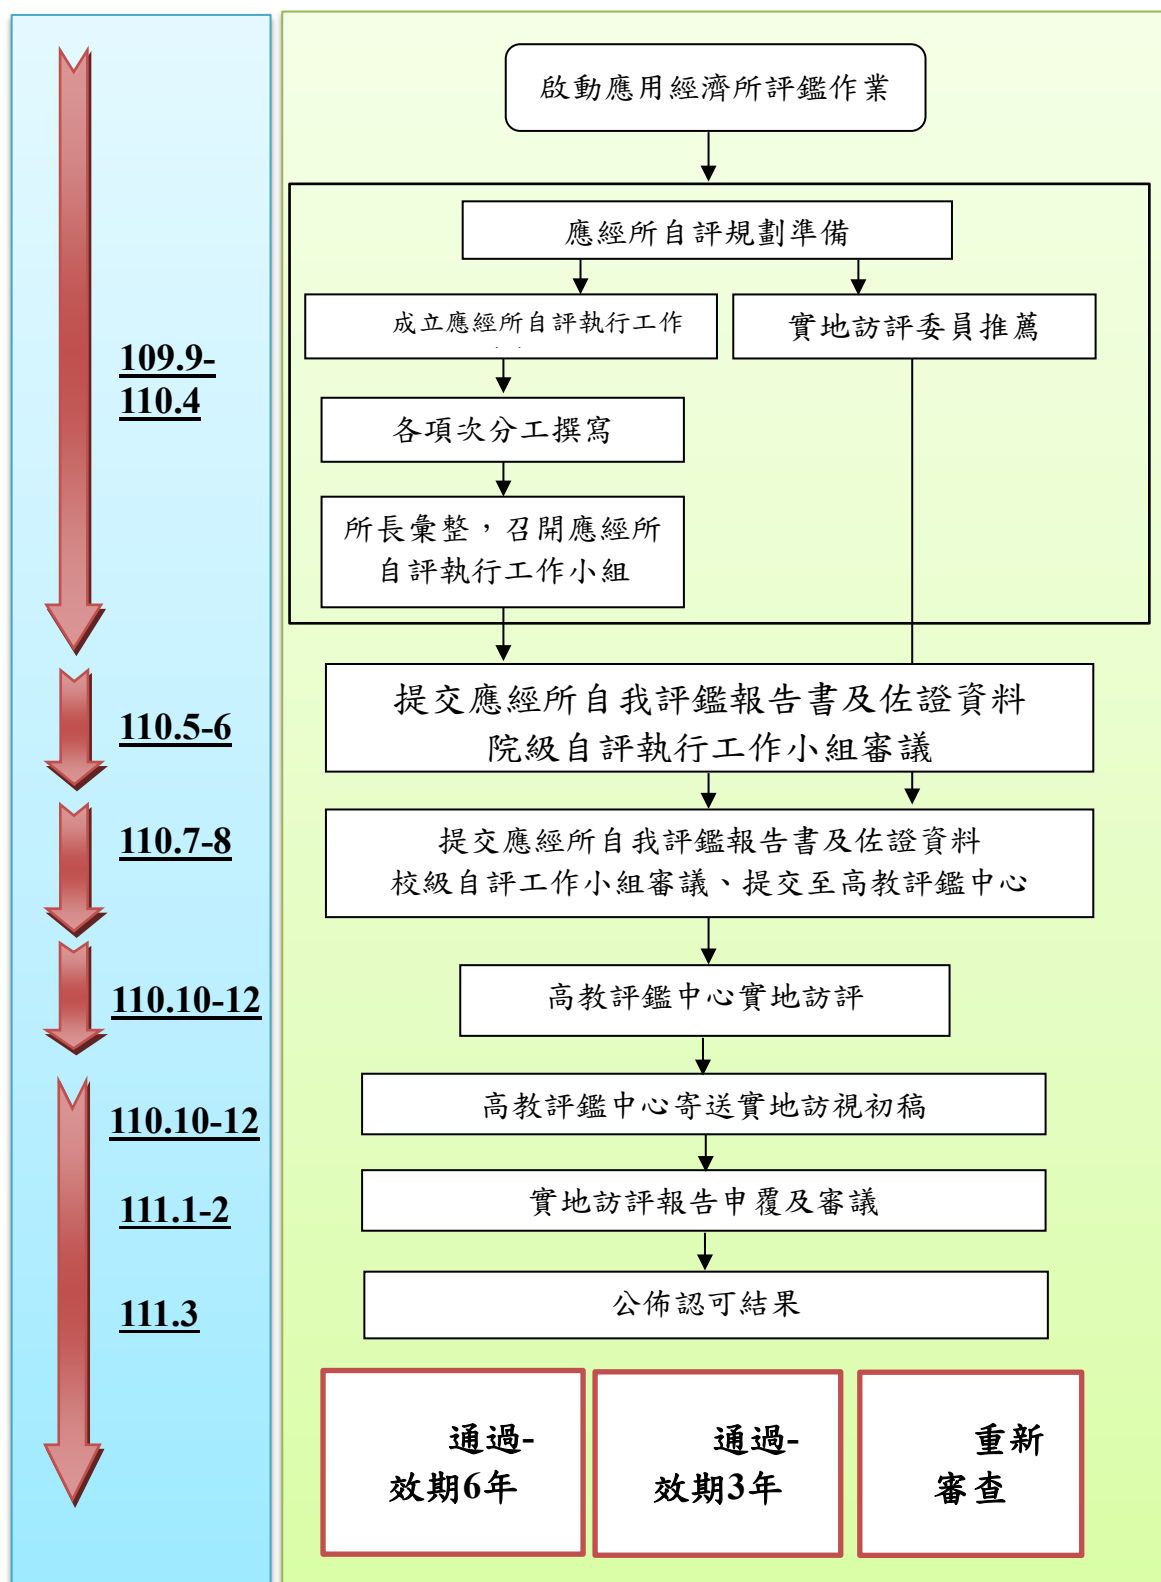 啟動應用經濟所評鑑作業
應經所自評規劃準備
成立應經所自評執行工作
實地訪評委員推薦
109.9-
110.4
各項次分工撰寫
所長彙整，召開應經所
自評執行工作小組
110.5-6
提交應經所自我評鑑報告書及佐證資料
院級自評執行工作小組審議
110.7-8
提交應經所自我評鑑報告書及佐證資料
校級自評工作小組審議、提交至高教評鑑中心
110.10-12
高教評鑑中心實地訪評
110.10-12
高教評鑑中心寄送實地訪視初稿
111.1-2
實地訪評報告申覆及審議
111.3
公佈認可結果
通過-
效期6年
通過-
效期3年
重新
審查